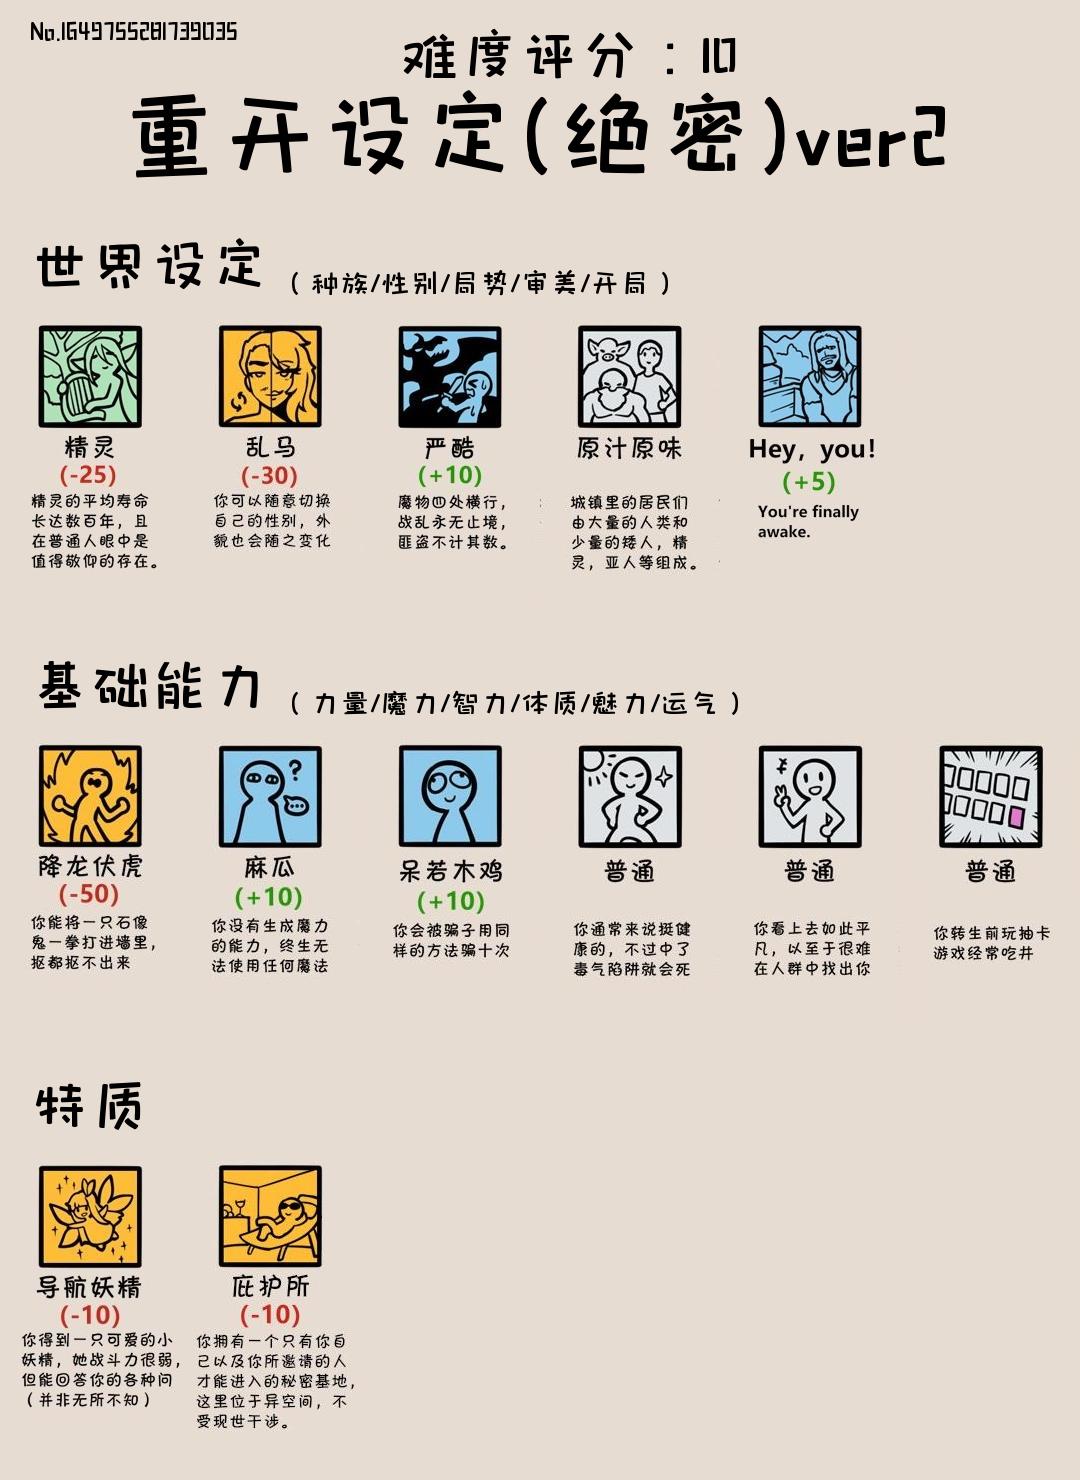 No.1649755281739035
难度评分：10
重开设定(绝密)ver2
世界设定 （种族/性别/局势/审美/开局）
精灵 乱马 严酷 原汁原味 Hey, you!
(-25) (-30) (+10) (+5)
精灵的平均寿命
长达数百年，且
在普通人眼中是
值得敬仰的存在。
你可以随意切换
自己的性别，外
貌也会随之变化
魔物四处横行，
战乱永无止境，
匪盗不计其数。
城镇里的居民们
由大量的人类和
少量的矮人，精
灵，亚人等组成。
You're finally
awake.
基础能力 （力量/魔力/智力/体质/魅力/运气）
降龙伏虎 麻瓜 呆若木鸡 普通 普通 普通
(-50) (+10) (+10)
你能将一只石像
鬼一拳打进墙里，
抠都抠不出来
你没有生成魔力
的能力，终生无
法使用任何魔法
你会被骗子用同
样的方法骗十次
你通常来说挺健
康的，不过中了
毒气陷阱就会死
你看上去如此平
凡，以至于很难
在人群中找出你
你转生前玩抽卡
游戏经常吃井
特质
导航妖精 庇护所
(-10) (-10)
你得到一只可爱的小
妖精，她战斗力很弱，
但能回答你的各种问
（并非无所不知）
你拥有一个只有你自
己以及你所邀请的人
才能进入的秘密基地，
这里位于异空间，不
受现世干涉。